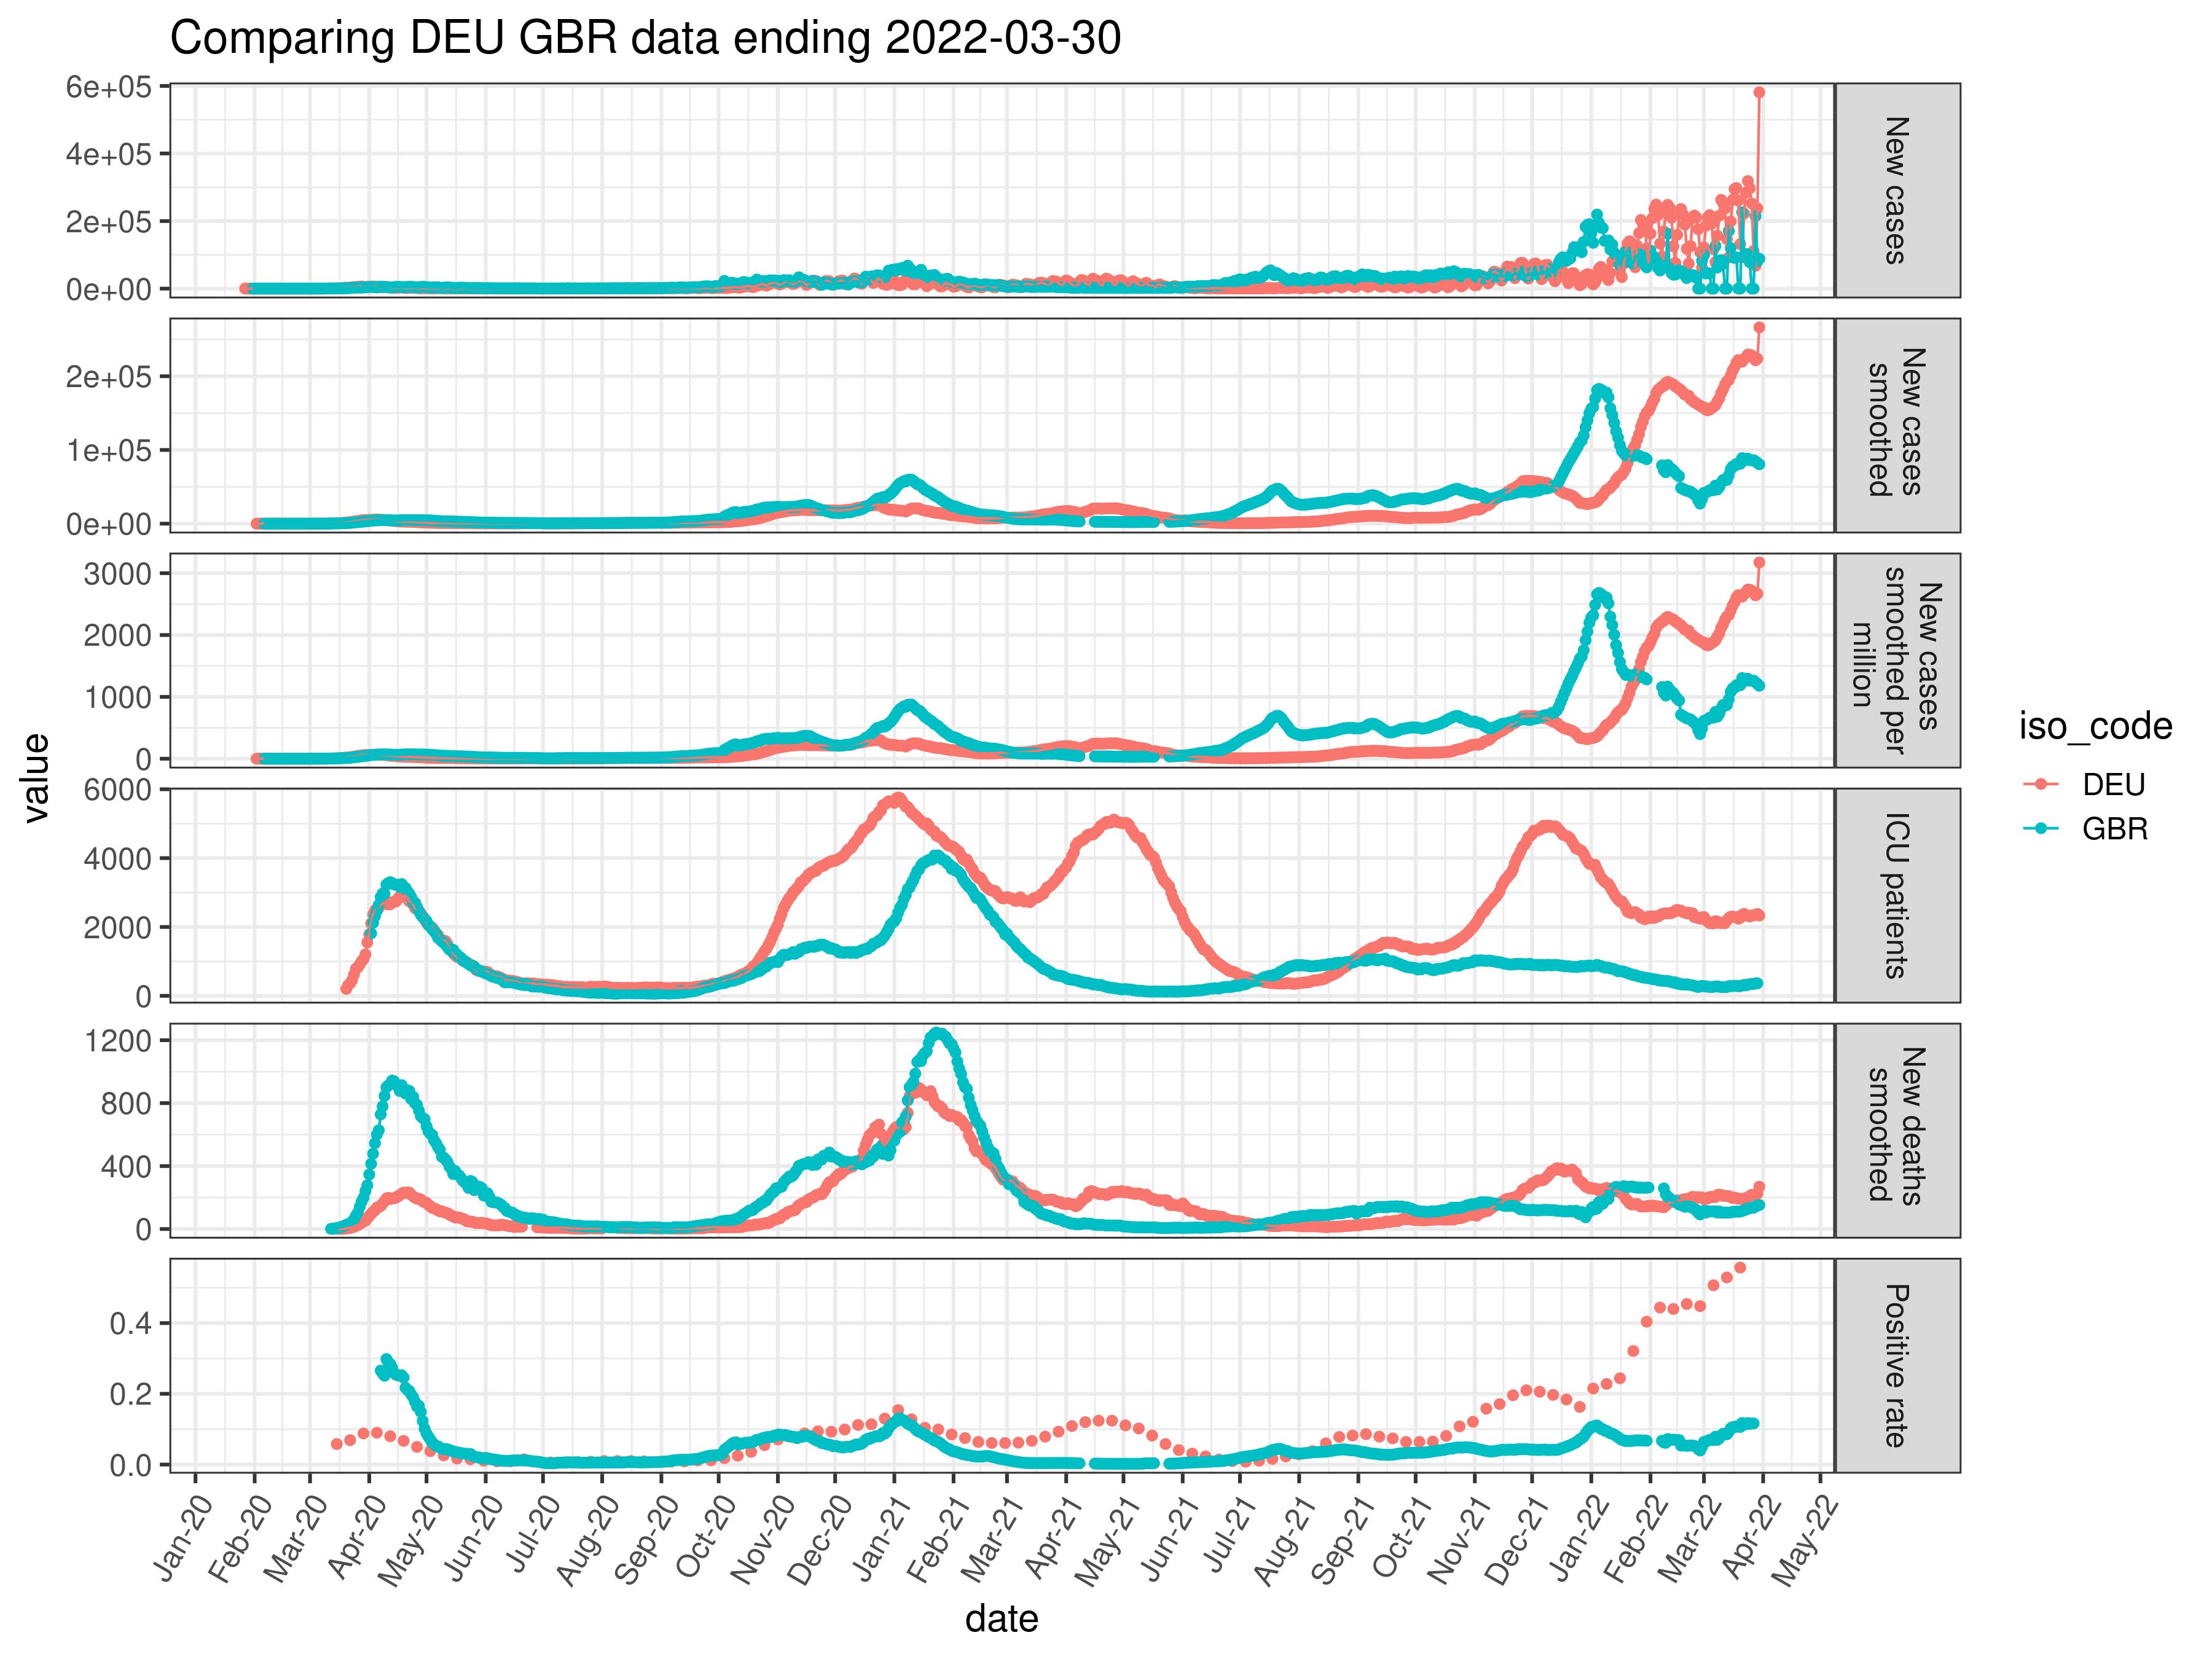 Comparing DEU GBR data ending 2022-03-30
value
6e+05
4e+05
2e+05
0e+00
New cases
2e+05
1e+05
0e+00
New cases
smoothed
3000
2000
1000
0
New cases
smoothed per
million
6000
4000
2000
0
ICU patients
1200
800
400
0
New deaths
smoothed
0.4
0.2
0.0
Positive rate
Jan-20
Feb-20
Mar-20
Apr-20
May-20
Jun-20
Jul-20
Aug-20
Sep-20
Oct-20
Nov-20
Dec-20
Jan-21
Feb-21
Mar-21
Apr-21
May-21
Jun-21
Jul-21
Aug-21
Sep-21
Oct-21
Nov-21
Dec-21
Jan-22
Feb-22
Mar-22
Apr-22
May-22
date
iso_code
DEU
GBR